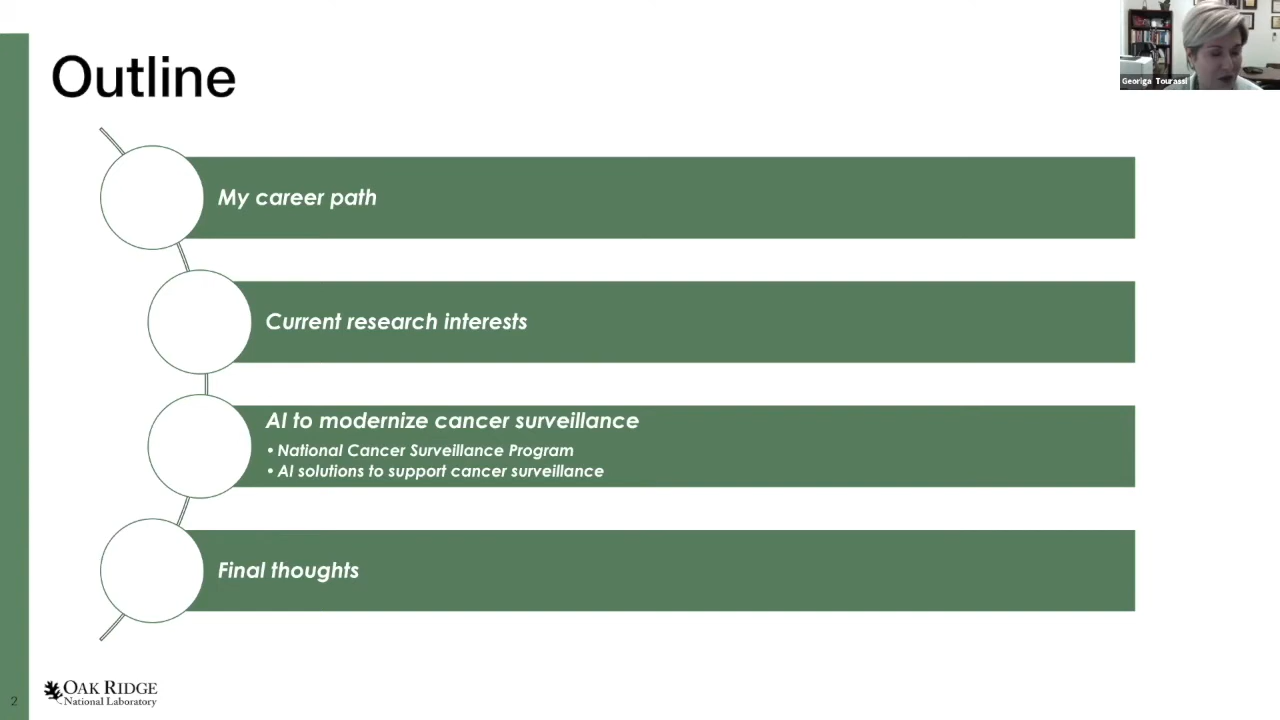 Outline
Georiga Tourassi
My career path
Current research interests
AI to modernize cancer surveillance
• National Cancer Surveillance Program
• AI solutions to support cancer surveillance
Final thoughts
2
OAK RIDGE
National Laboratory